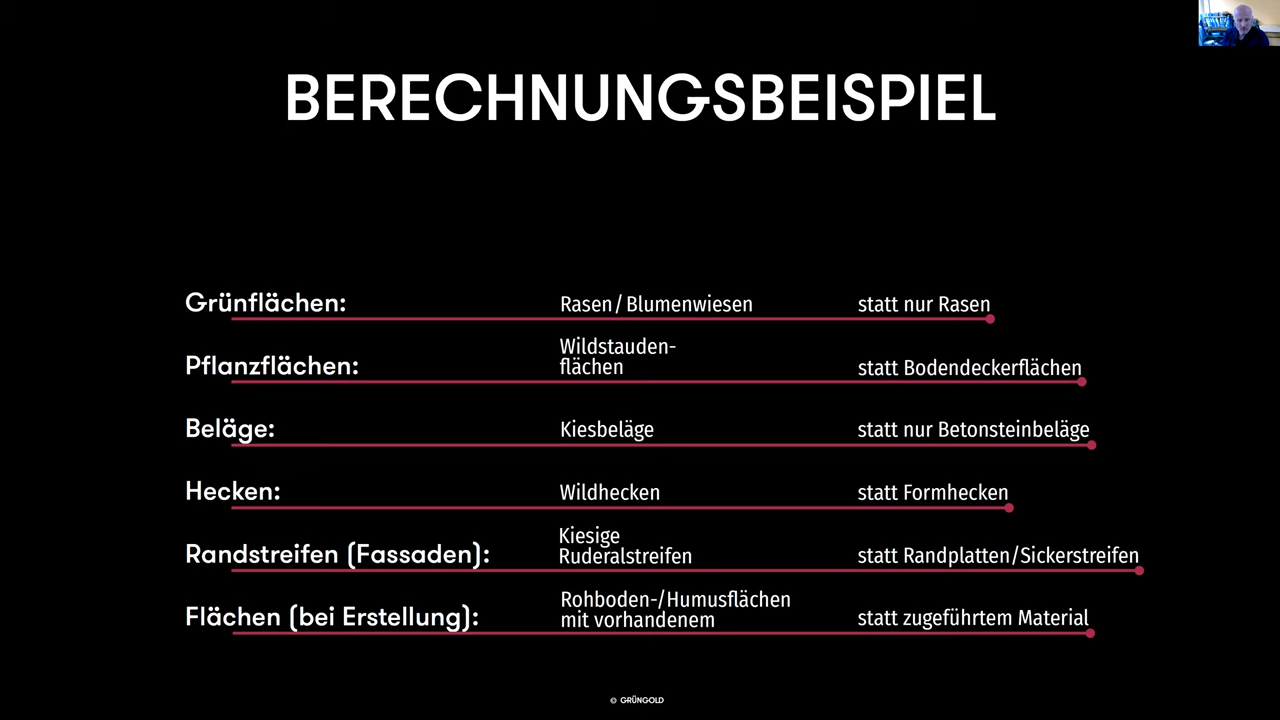 BERECHNUNGSBEISPIEL
Grünflächen: Rasen / Blumenwiesen statt nur Rasen
Wildstauden-
Pflanzflächen: flächen statt Bodendeckerflächen
Beläge: Kiesbeläge statt nur Betonsteinbeläge
Hecken: Wildhecken statt Formhecken
Kiesige
Randstreifen (Fassaden): Ruderalstreifen statt Randplatten/Sickerstreifen
Rohboden-/Humusflächen
Flächen (bei Erstellung): mit vorhandenem statt zugeführtem Material
© GRÜNGOLD